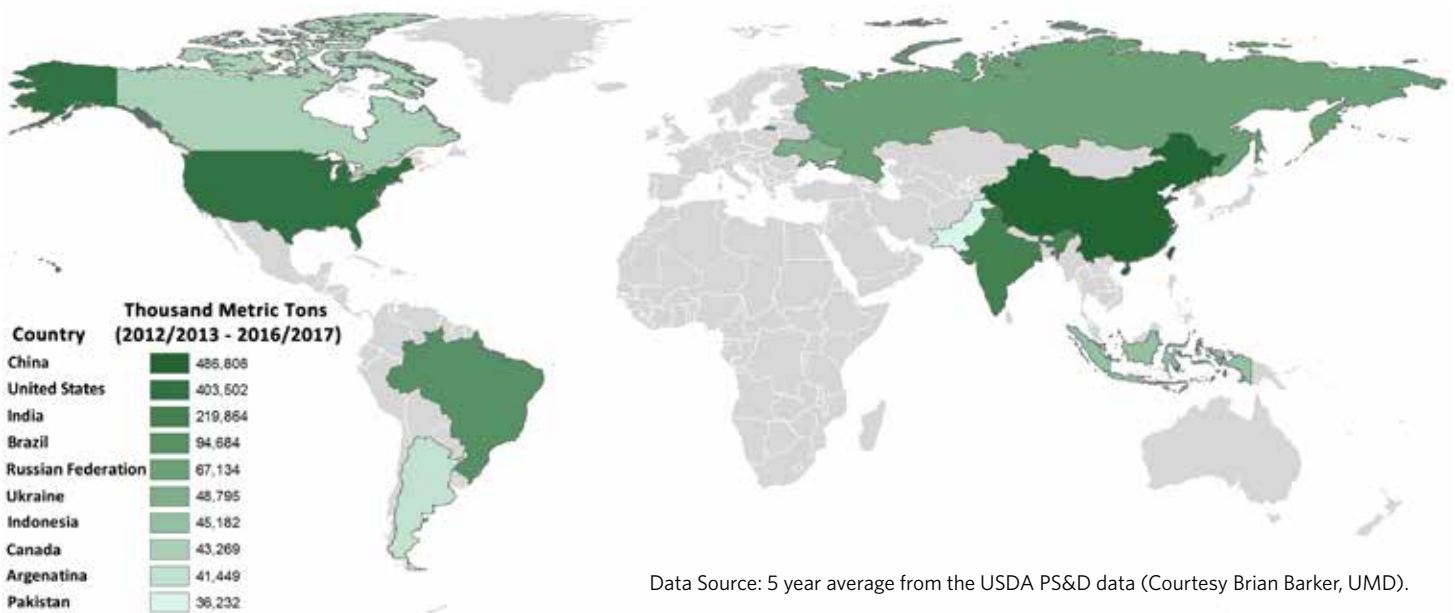 Thousand Metric Tons
Country (2012/2013 - 2016/2017)
China 486,808
United States 403,502
India 219,864
Brazil 94,684
Russian Federation 67,134
Ukraine 48,795
Indonesia 45,182
Canada 43,269
Argenatina 41,449
Pakistan 36,232
Data Source: 5 year average from the USDA PS&D data (Courtesy Brian Barker, UMD).